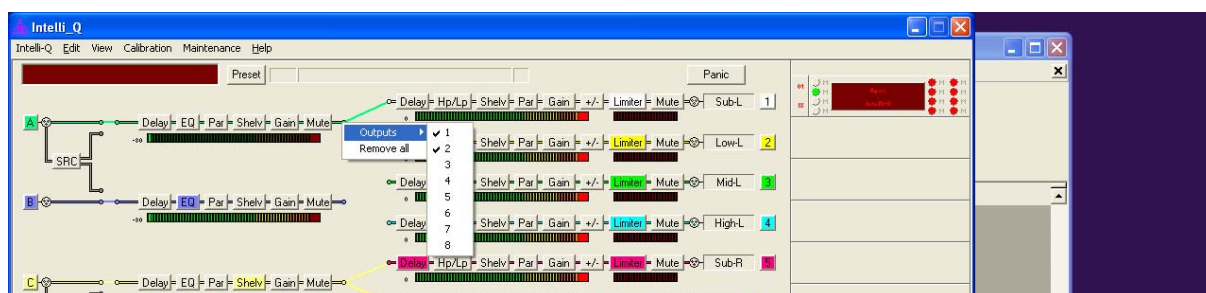 Intelli_Q
Intelli-Q Edit View Calibration Maintenance Help
Preset Panic
Delay Hp/Lp Shelv Par Gain +/- Limiter Mute Sub-L 1
A Delay EQ Par Shelv Gain Mute
SRC
Outputs
Remove all
1
2
3
4
5
6
7
8
Shelv Par Gain +/- Limiter Mute Low-L 2
Delay Shelv Par Gain +/- Limiter Mute Mid-L 3
B Delay EQ Par Shelv Gain Mute
Delay Shelv Par Gain +/- Limiter Mute High-L 4
Delay Hp/Lp Shelv Par Gain +/- Limiter Mute Sub-R 5
C Delay EQ Par Shelv Gain Mute